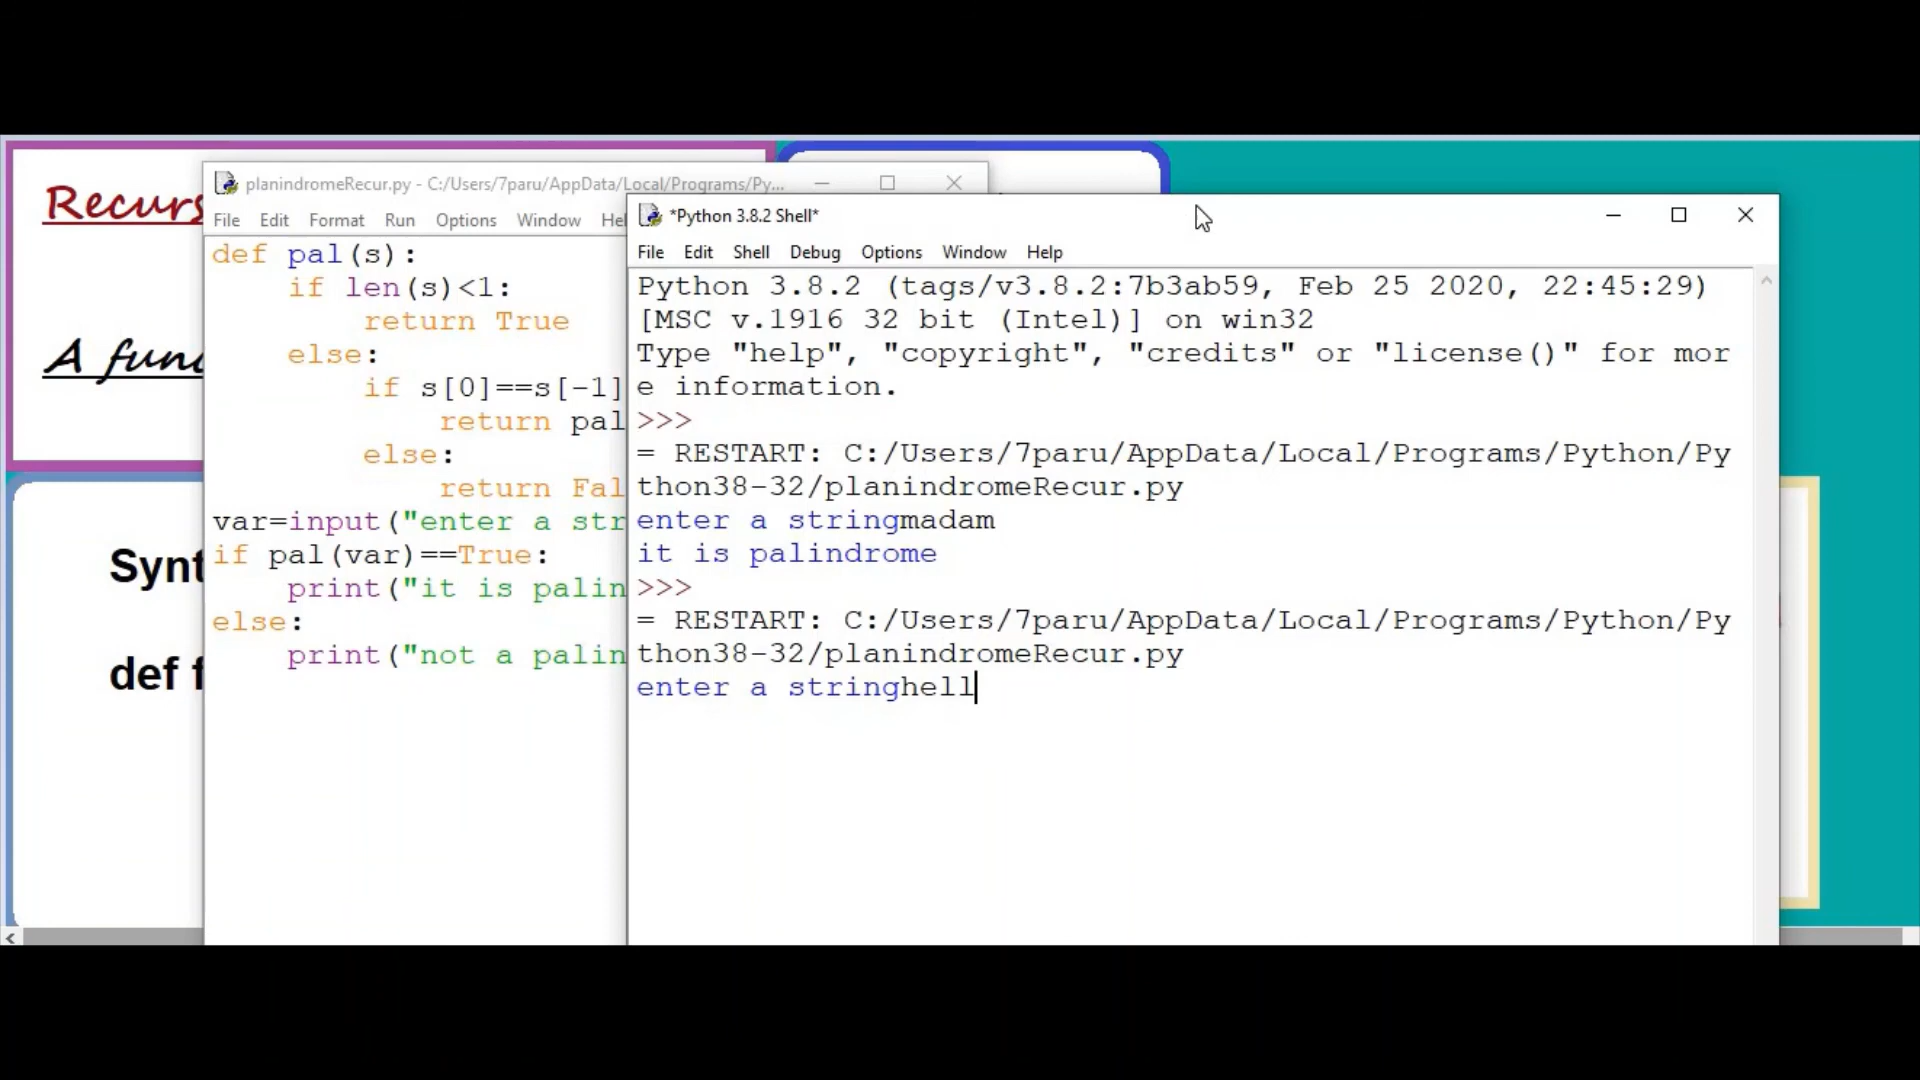 Recurs
A func
Synt
def f
planindromeRecur.py - C:/Users/7paru/AppData/Local/Programs/Py...
File Edit Format Run Options Window Hel
def pal(s):
if len(s)<1:
return True
else:
if s[0]==s[-1]
return pal
else:
return Fal
var=input("enter a str
if pal(var)==True:
print("it is palin
else:
print("not a palin
*Python 3.8.2 Shell*
File Edit Shell Debug Options Window Help
Python 3.8.2 (tags/v3.8.2:7b3ab59, Feb 25 2020, 22:45:29)
[MSC v.1916 32 bit (Intel)] on win32
Type "help", "copyright", "credits" or "license()" for mor
e information.
>>>
= RESTART: C:/Users/7paru/AppData/Local/Programs/Python/Py
thon38-32/planindromeRecur.py
enter a stringmadam
it is palindrome
>>>
= RESTART: C:/Users/7paru/AppData/Local/Programs/Python/Py
thon38-32/planindromeRecur.py
enter a stringhell